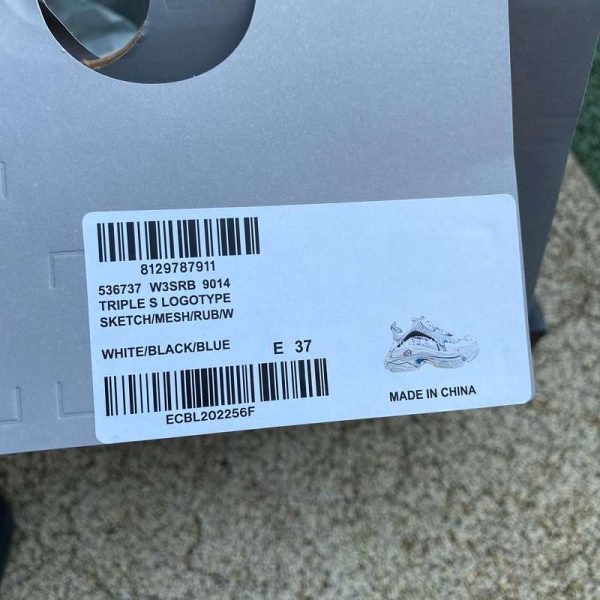 8129787911
536737 W3SRB 9014
TRIPLE S LOGOTYPE
SKETCH/MESH/RUB/W
WHITE/BLACK/BLUE E 37
ECBL202256F
MADE IN CHINA